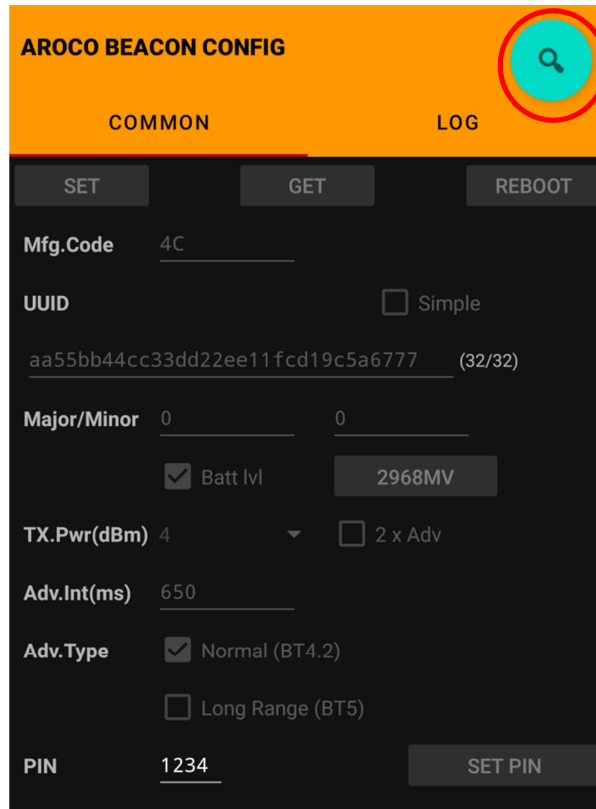 AROCO BEACON CONFIG
COMMON LOG
SET GET REBOOT
Mfg.Code 4C
UUID Simple
aa55bb44cc33dd22ee11fcd19c5a6777 (32/32)
Major/Minor 0 0
Batt lvl 2968MV
TX.Pwr(dBm) 4 2 x Adv
Adv.Int(ms) 650
Adv.Type Normal (BT4.2)
Long Range (BT5)
PIN 1234 SET PIN